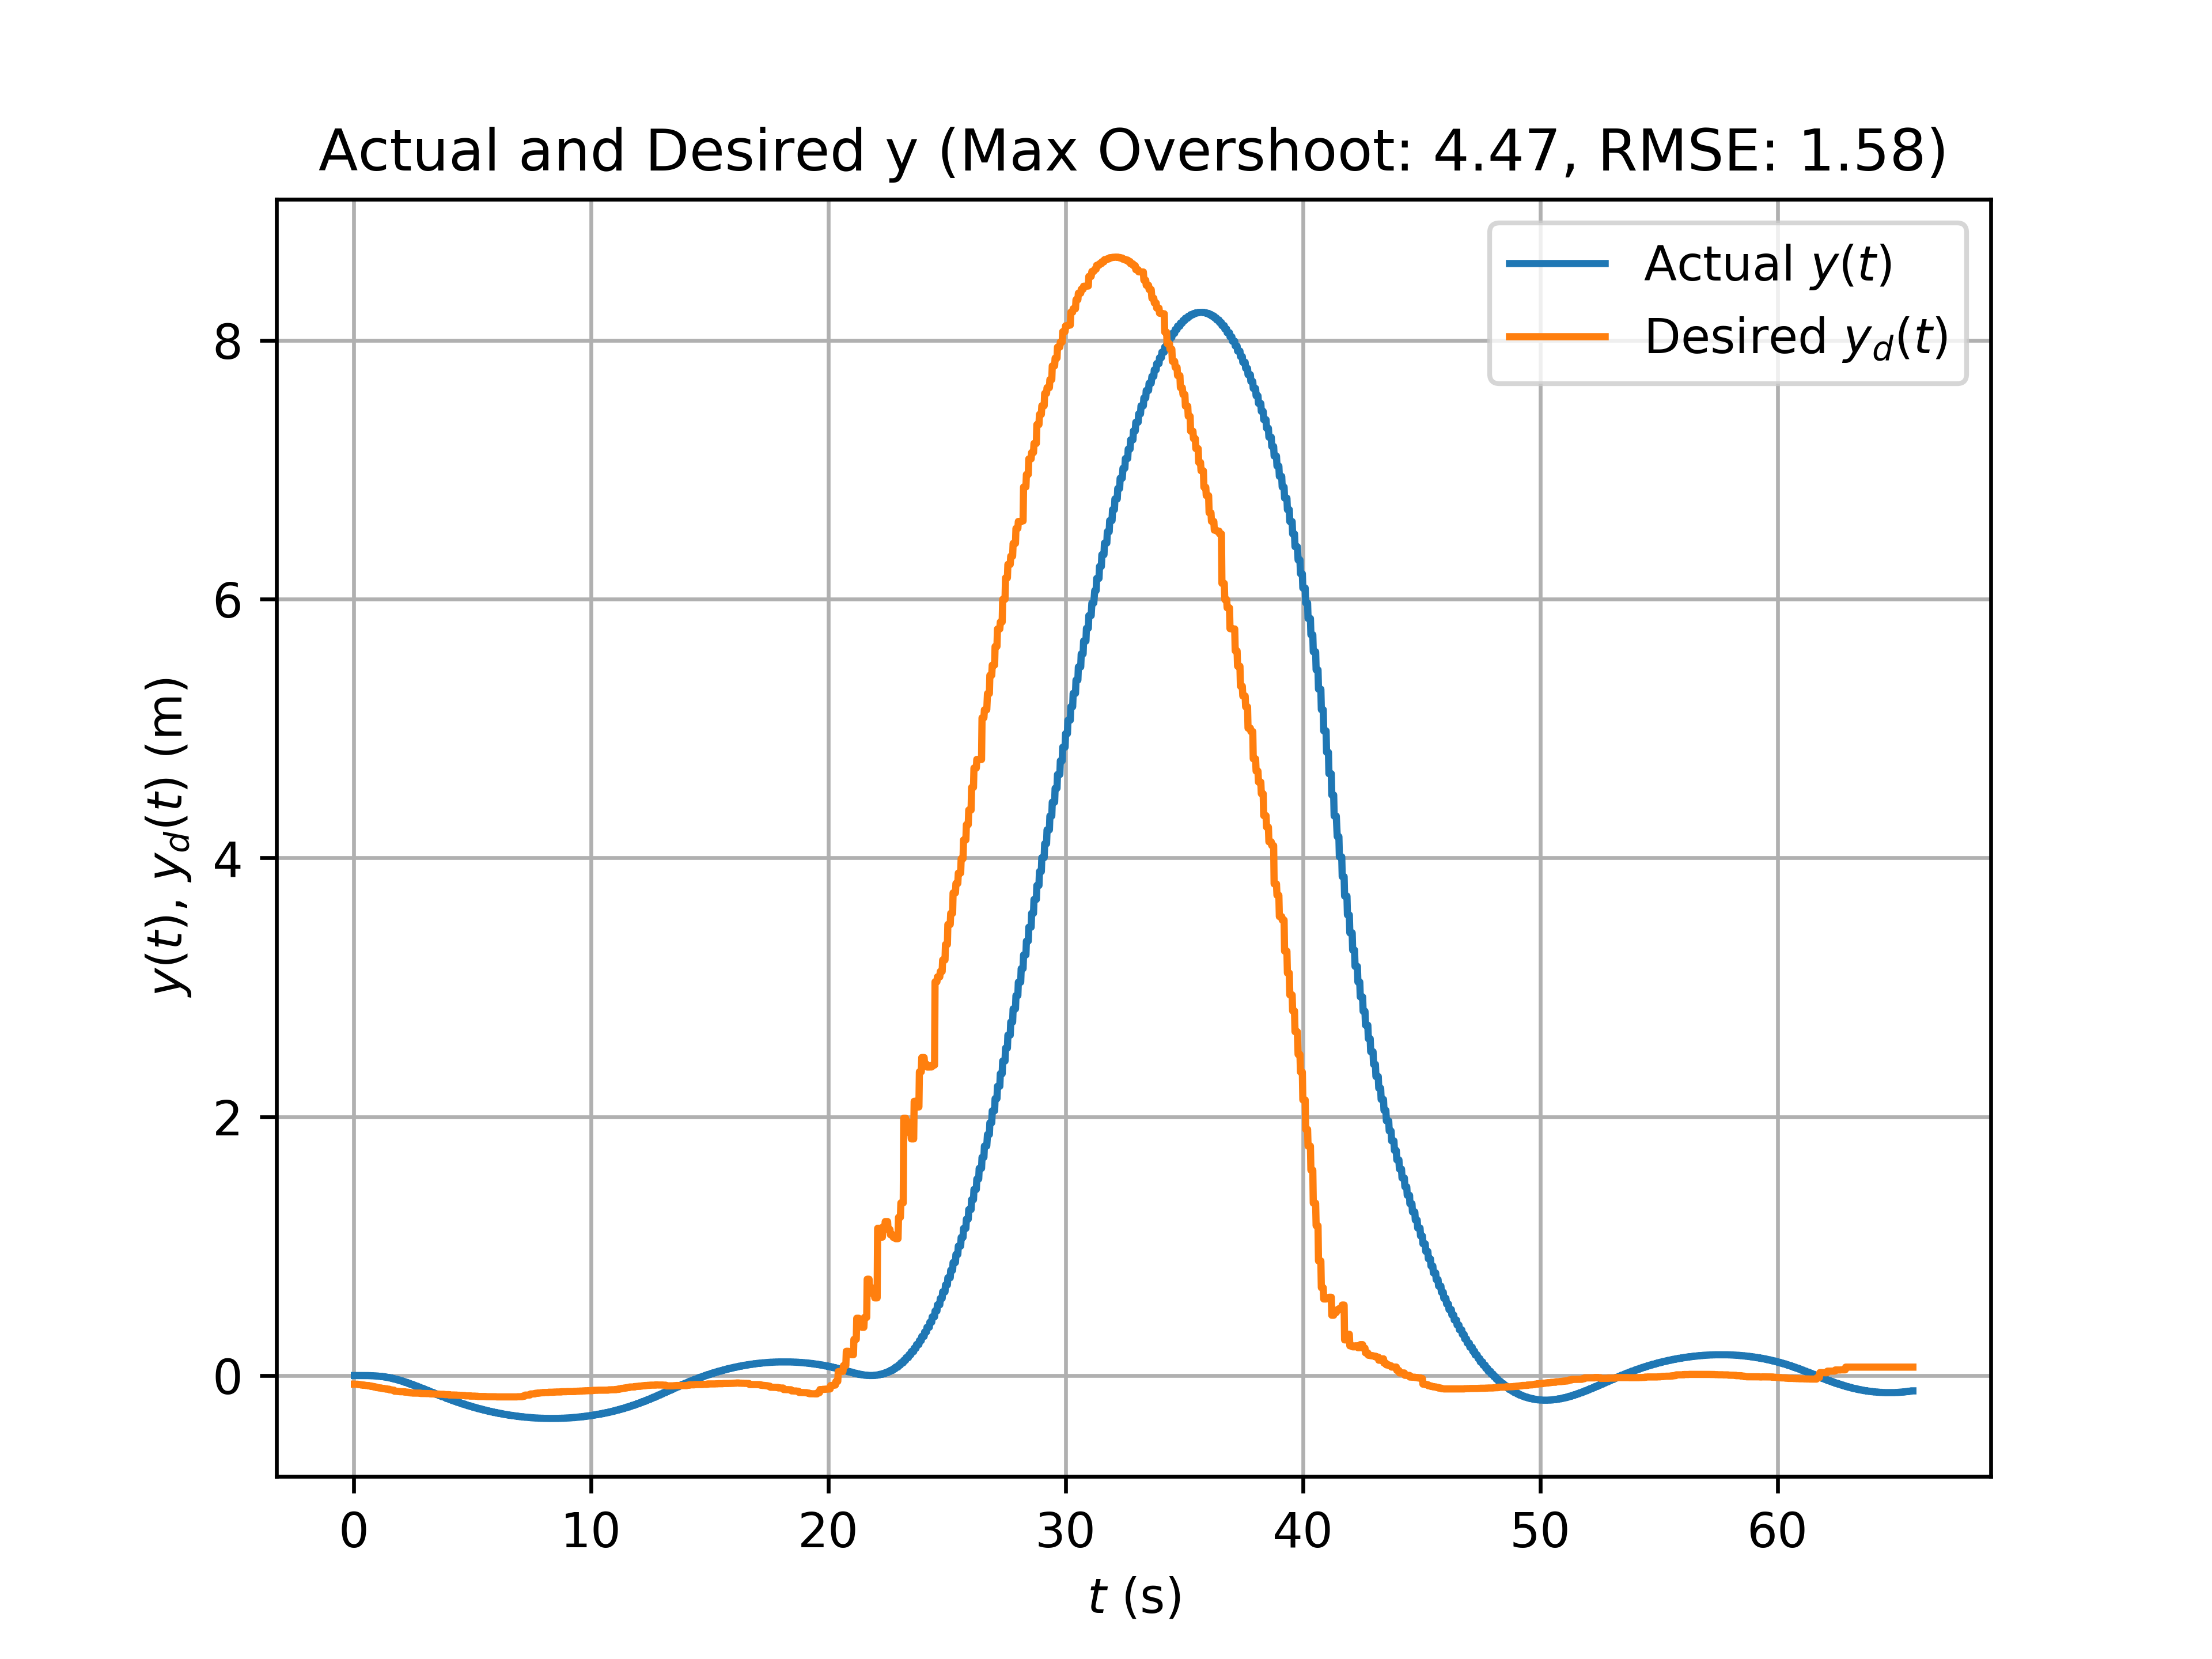 Actual and Desired y (Max Overshoot: 4.47, RMSE: 1.58)
Actual y(t)
Desired y_d(t)
8
6
4
2
0
y(t), y_d(t) (m)
0 10 20 30 40 50 60
t (s)